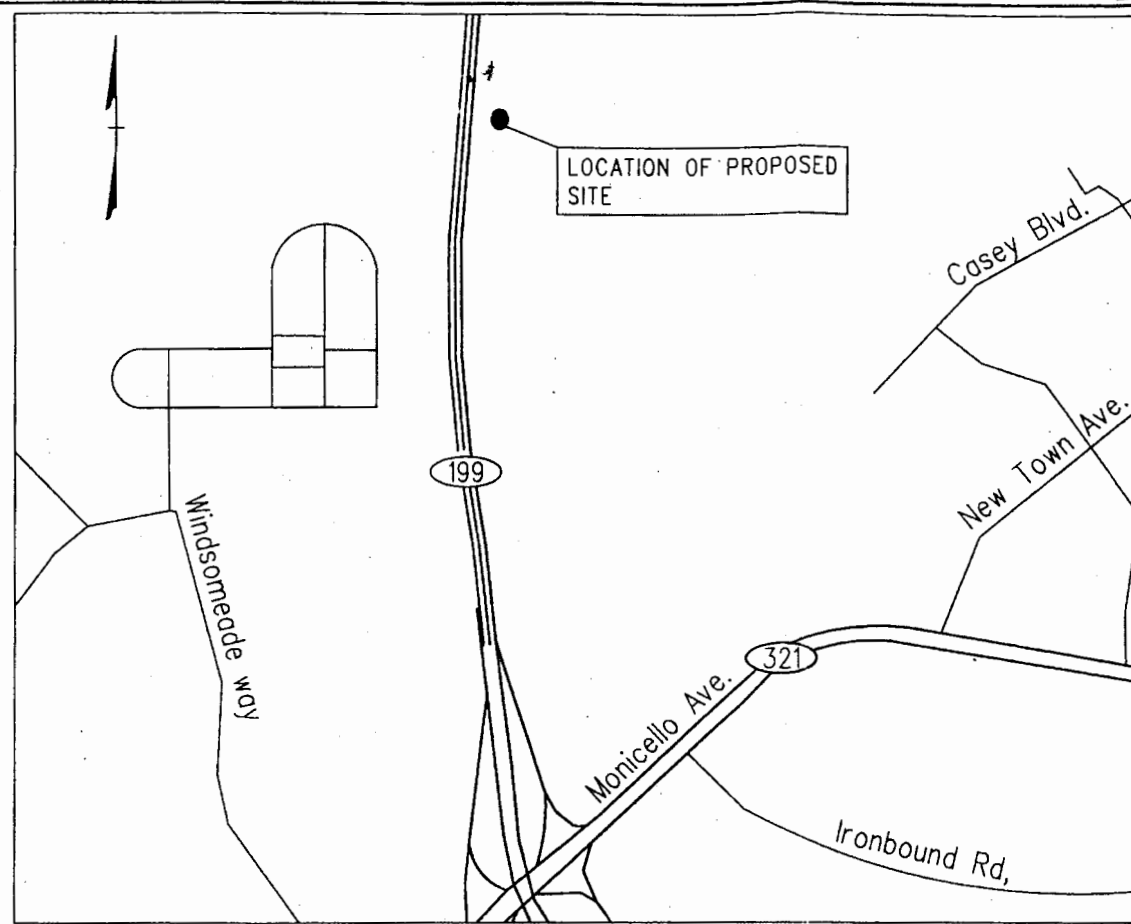 LOCATION OF PROPOSED
SITE
Casey Blvd.
New Town Ave.
199
Windsomeade way
321
Monicello Ave.
Ironbound Rd,